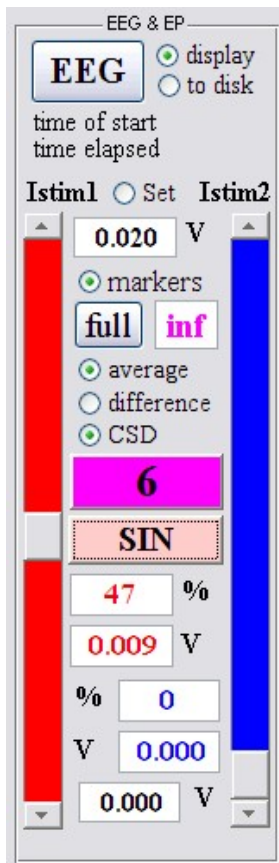 EEG & EP
EEG
display
to disk
time of start
time elapsed
Istim1 Set Istim2
0.020 V
markers
full inf
average
difference
CSD
6
SIN
47 %
0.009 V
% 0
V 0.000
0.000 V